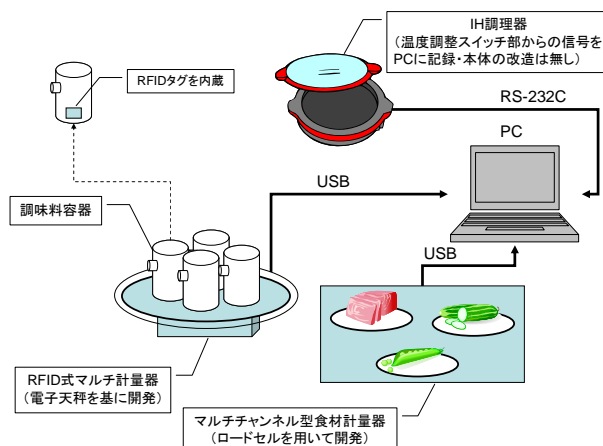 IH調理器
(温度調整スイッチ部からの信号を
PCに記録・本体の改造は無し)
RFIDタグを内蔵
RS-232C
PC
USB
調味料容器
USB
RFID式マルチ計量器
(電子天秤を基に開発)
マルチチャンネル型食材計量器
(ロードセルを用いて開発)